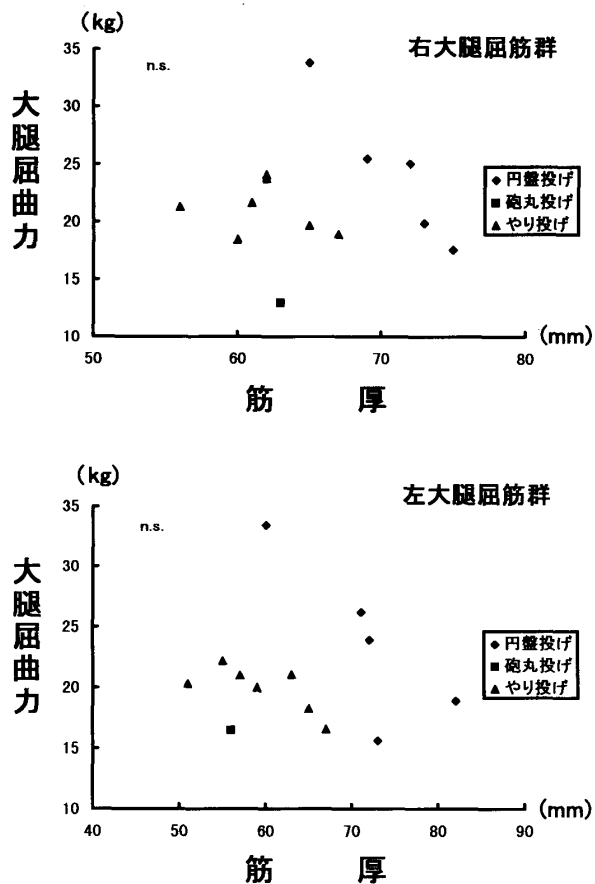 (kg)
右大腿屈筋群
n.s.
35
30
25
20
15
10
大腿屈曲力
◆ 円盤投げ
■ 砲丸投げ
▲ やり投げ
50 60 70 80 (mm)
筋 厚
(kg)
左大腿屈筋群
n.s.
35
30
25
20
15
10
大腿屈曲力
◆ 円盤投げ
■ 砲丸投げ
▲ やり投げ
40 50 60 70 80 90 (mm)
筋 厚